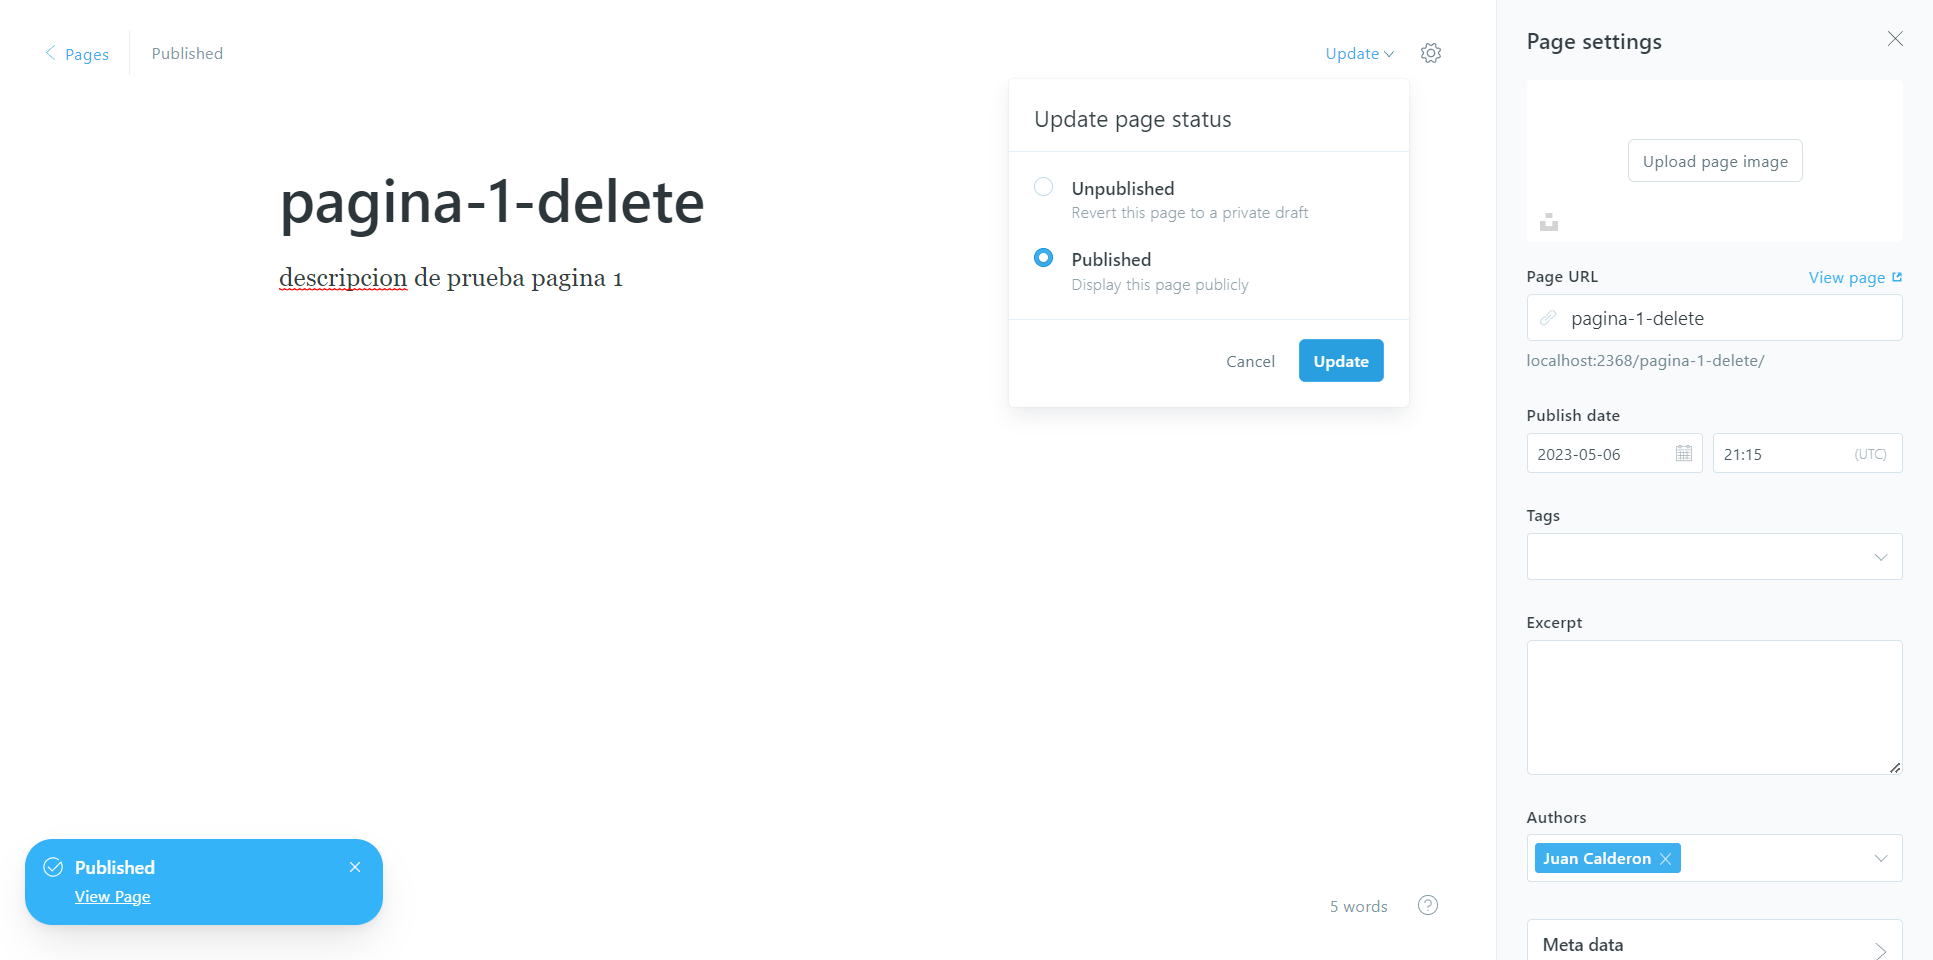 Pages
Published
Update
pagina-1-delete
descripcion de prueba pagina 1
Update page status
Unpublished
Revert this page to a private draft
Published
Display this page publicly
Cancel
Update
Published
View Page
5 words
?
Page settings
Upload page image
Page URL
View page
pagina-1-delete
localhost:2368/pagina-1-delete/
Publish date
2023-05-06
21:15
(UTC)
Tags
Excerpt
Authors
Juan Calderon
Meta data